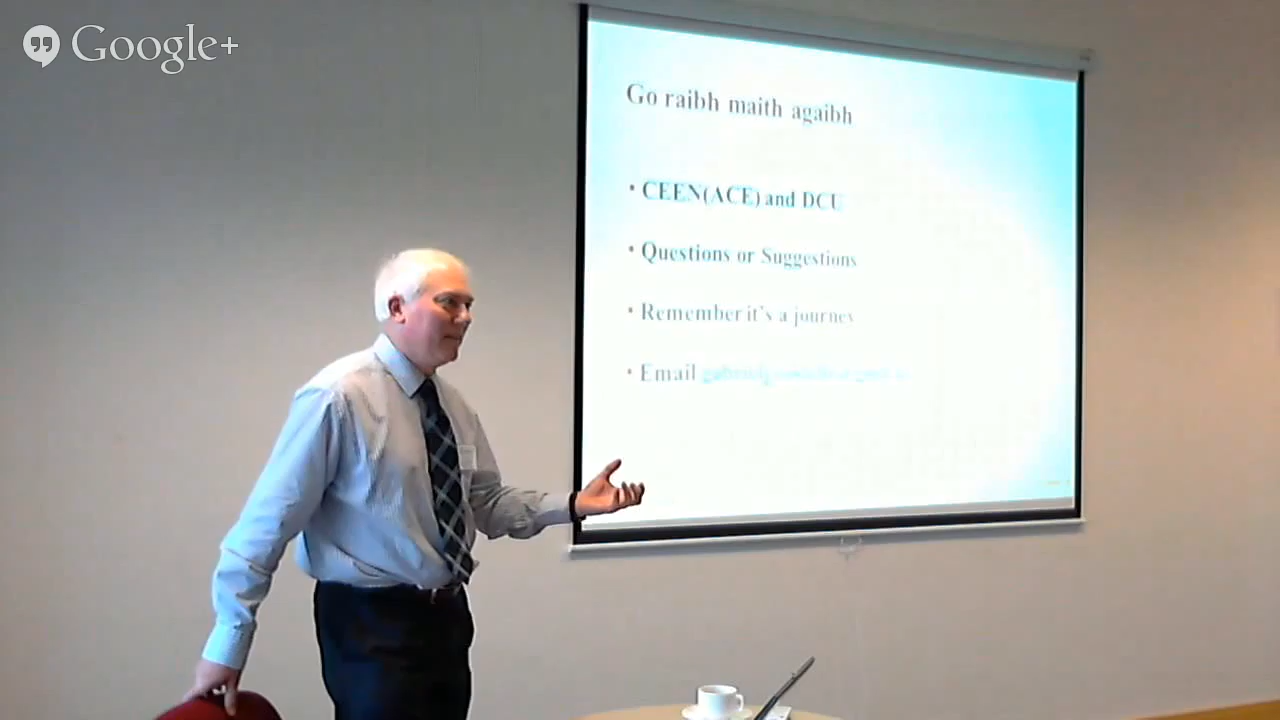 Google+
Go raibh maith agaibh
• CEEN(ACE) and DCU
• Questions or Suggestions
• Remember it's a journey
• Email